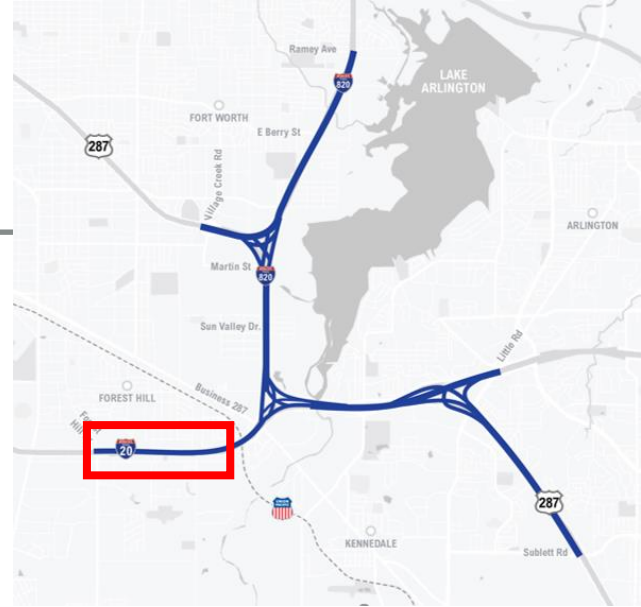 Ramey Ave
LAKE
ARLINGTON
820
FORT WORTH
E Berry St
287
Village Creek Rd
ARLINGTON
Martin St
820
Sun Valley Dr.
Little Rd
Business 287
FOREST HILL
20
287
KENNEDALE
Sublett Rd